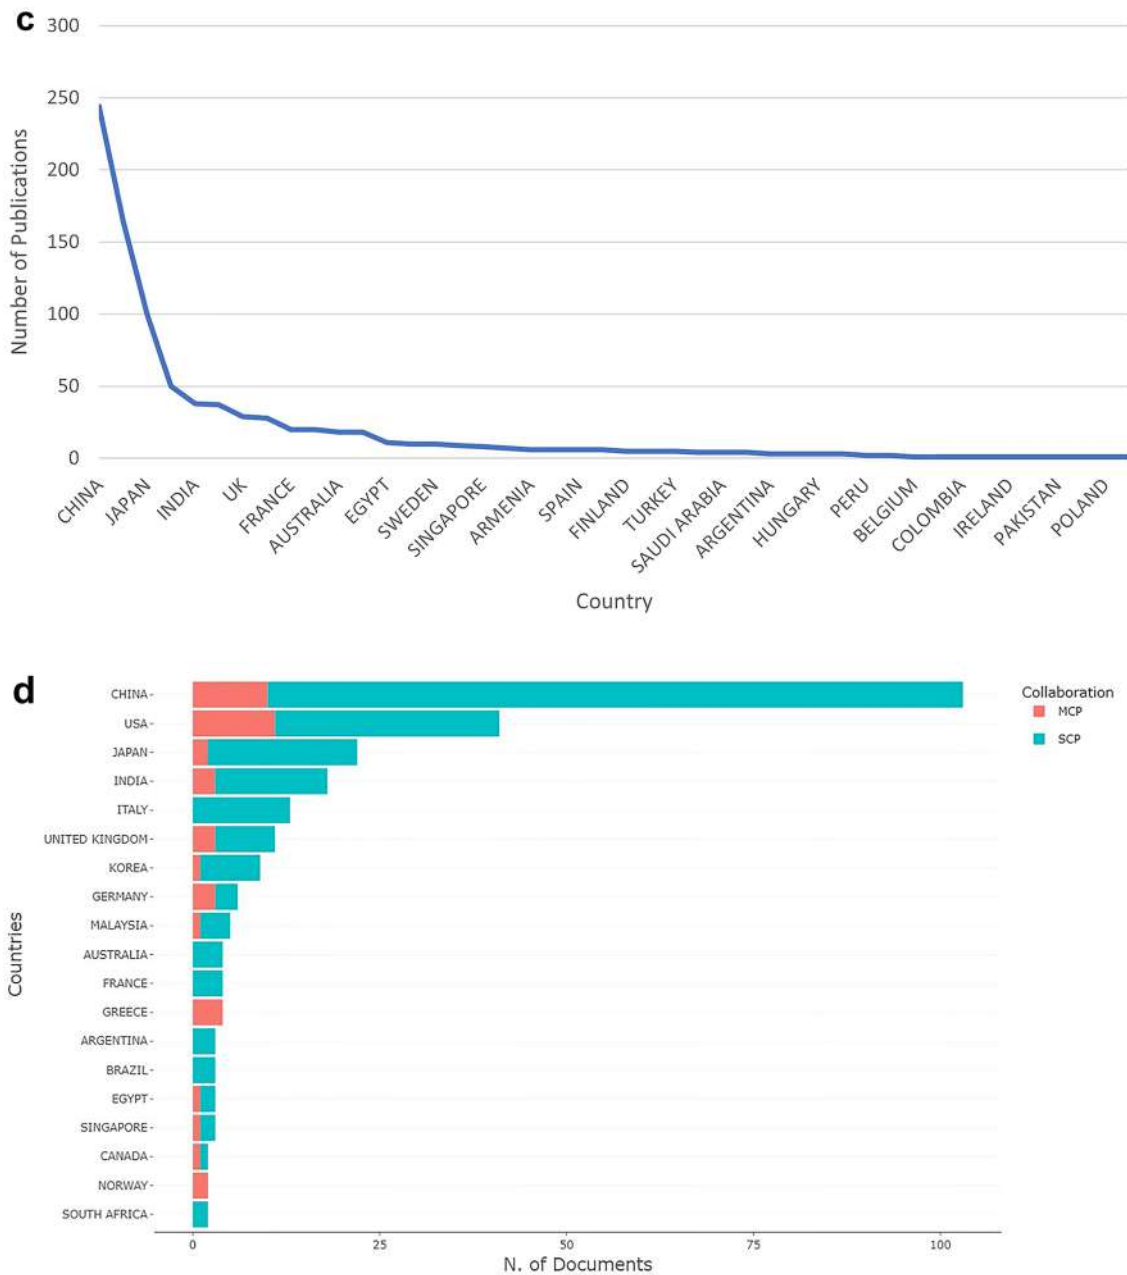 c
300
250
200
150
100
50
0
Number of Publications
CHINA
JAPAN
INDIA
UK
FRANCE
AUSTRALIA
EGYPT
SWEDEN
SINGAPORE
ARMENIA
SPAIN
FINLAND
TURKEY
SAUDI ARABIA
ARGENTINA
HUNGARY
PERU
BELGIUM
COLOMBIA
IRELAND
PAKISTAN
POLAND
Country
d
Collaboration
MCP
SCP
Countries
CHINA
USA
JAPAN
INDIA
ITALY
UNITED KINGDOM
KOREA
GERMANY
MALAYSIA
AUSTRALIA
FRANCE
GREECE
ARGENTINA
BRAZIL
EGYPT
SINGAPORE
CANADA
NORWAY
SOUTH AFRICA
0 25 50 75 100
N. of Documents